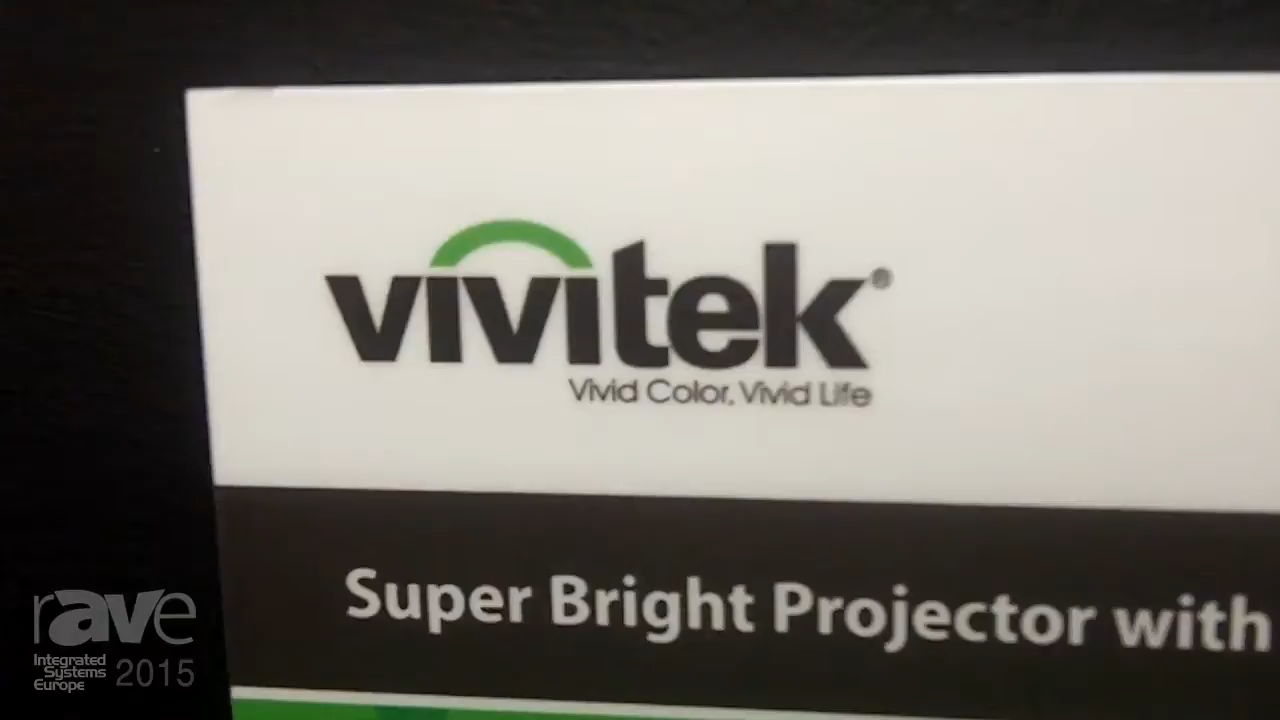 vivitek®
Vivid Color, Vivid Life
Super Bright Projector with
rAVe
Integrated
Systems
Europe 2015